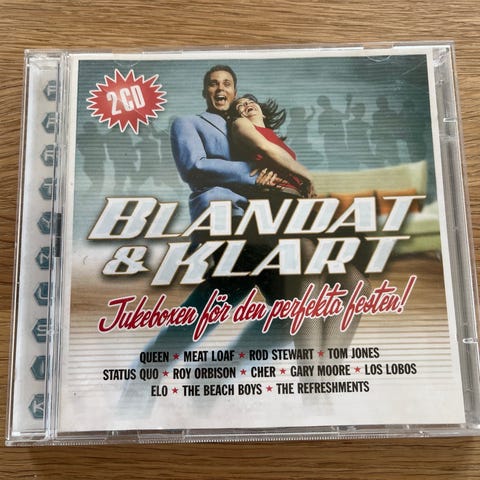 2CD
BLANDAT
& KLART
Jukeboxen för den perfekta festen!
QUEEN ★ MEAT LOAF ★ ROD STEWART ★ TOM JONES
STATUS QUO ★ ROY ORBISON ★ CHER ★ GARY MOORE ★ LOS LOBOS
ELO ★ THE BEACH BOYS ★ THE REFRESHMENTS